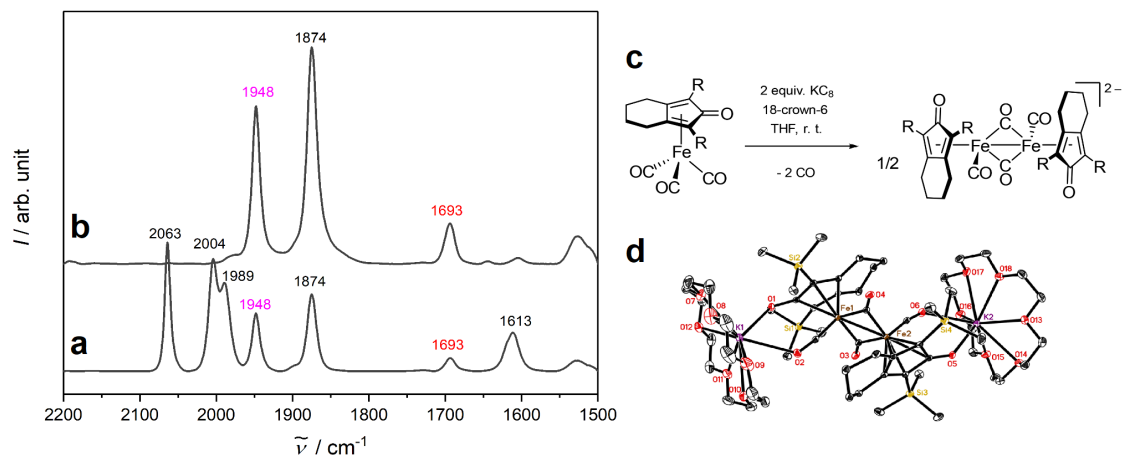 1874
1948
1693
b
2063
2004
1989
1948
1874
1693
1613
a
I / arb. unit
2200 2100 2000 1900 1800 1700 1600 1500
ν̃ / cm⁻¹
c
R
O
R
Fe
OC
OC
CO
2 equiv. KC₈
18-crown-6
THF, r. t.
- 2 CO
1/2
2 –
O
R
R
Fe
CO
O
C
C
O
CO
Fe
R
R
O
d
Si2
O17
O18
O7
O8
O1
O4
O6
O16
K2
O13
O12
K1
Si1
Fe1
Si4
Fe2
O2
O3
O15
O14
O9
O5
O11
O10
Si3